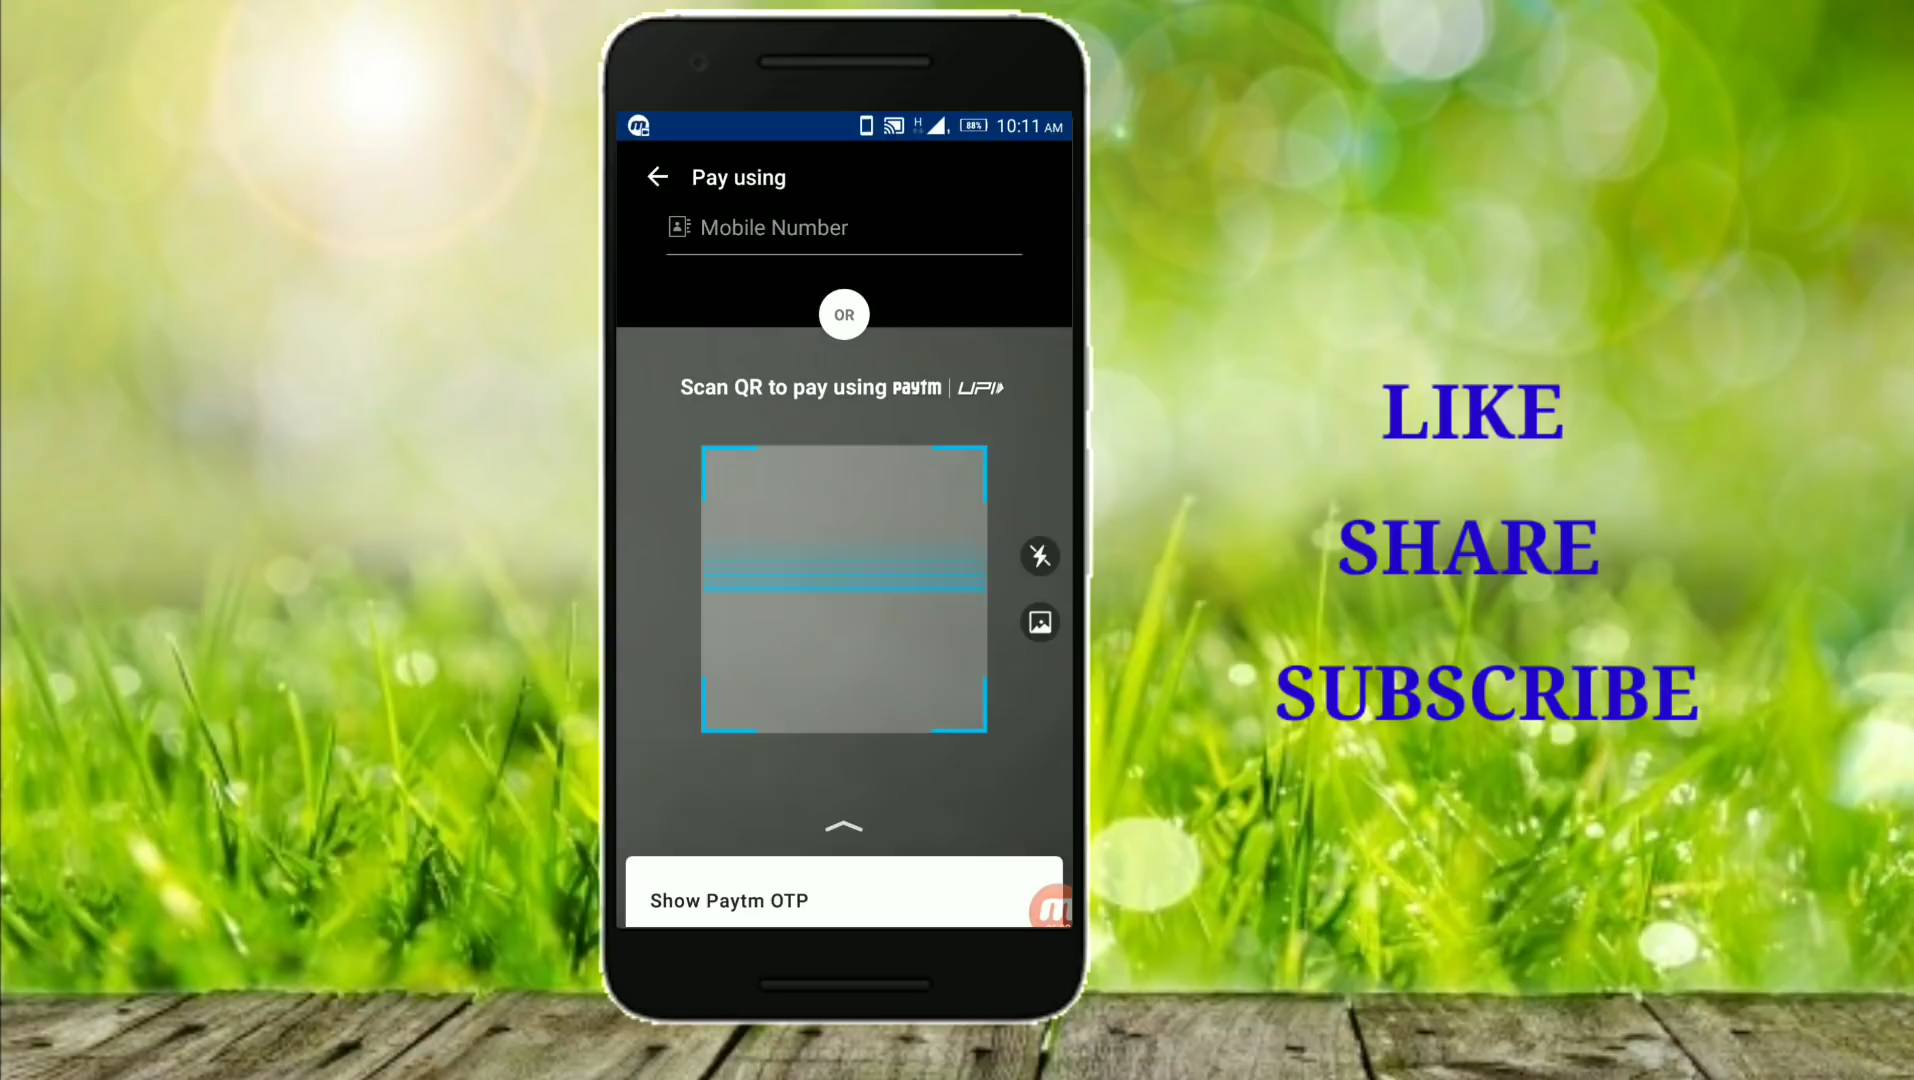 H 88% 10:11 AM
Pay using
Mobile Number
OR
Scan QR to pay using paytm | UPI
Show Paytm OTP
LIKE
SHARE
SUBSCRIBE